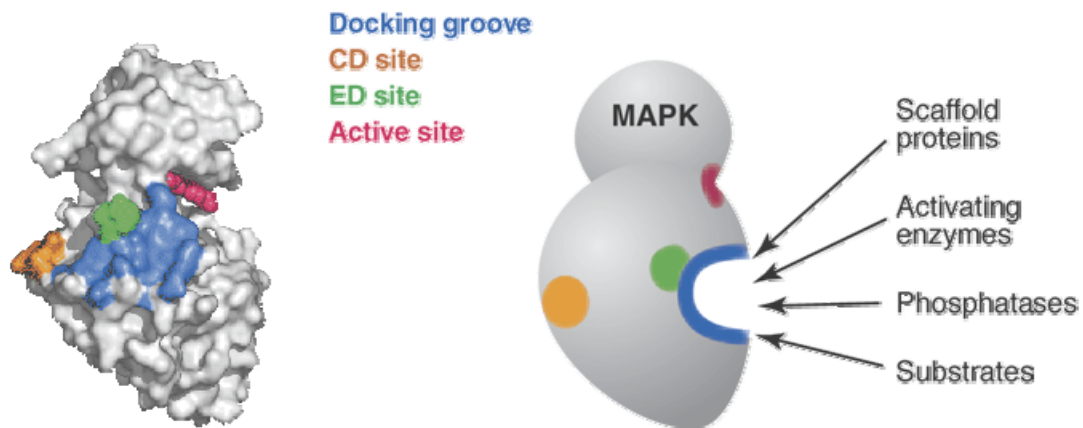 Docking groove
CD site
ED site
Active site
MAPK
Scaffold
proteins
Activating
enzymes
Phosphatases
Substrates